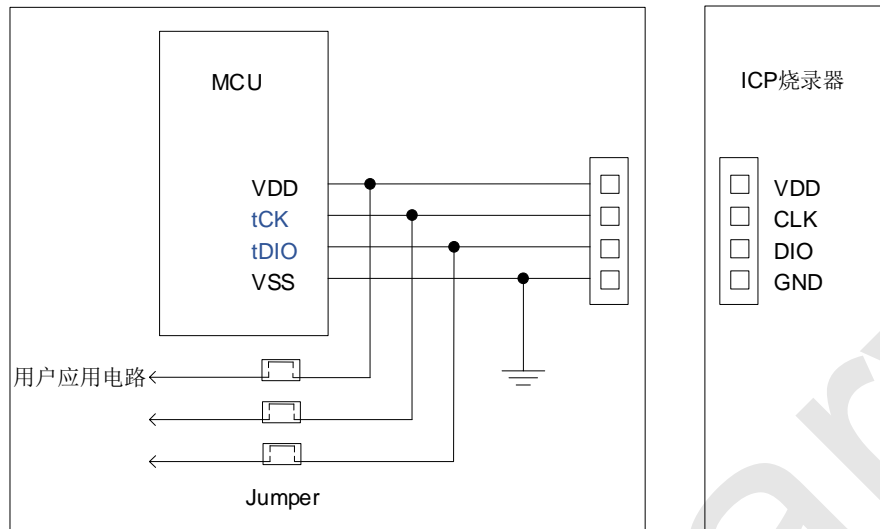 MCU
ICP烧录器
VDD
tCK
tDIO
VSS
VDD
CLK
DIO
GND
用户应用电路
Jumper